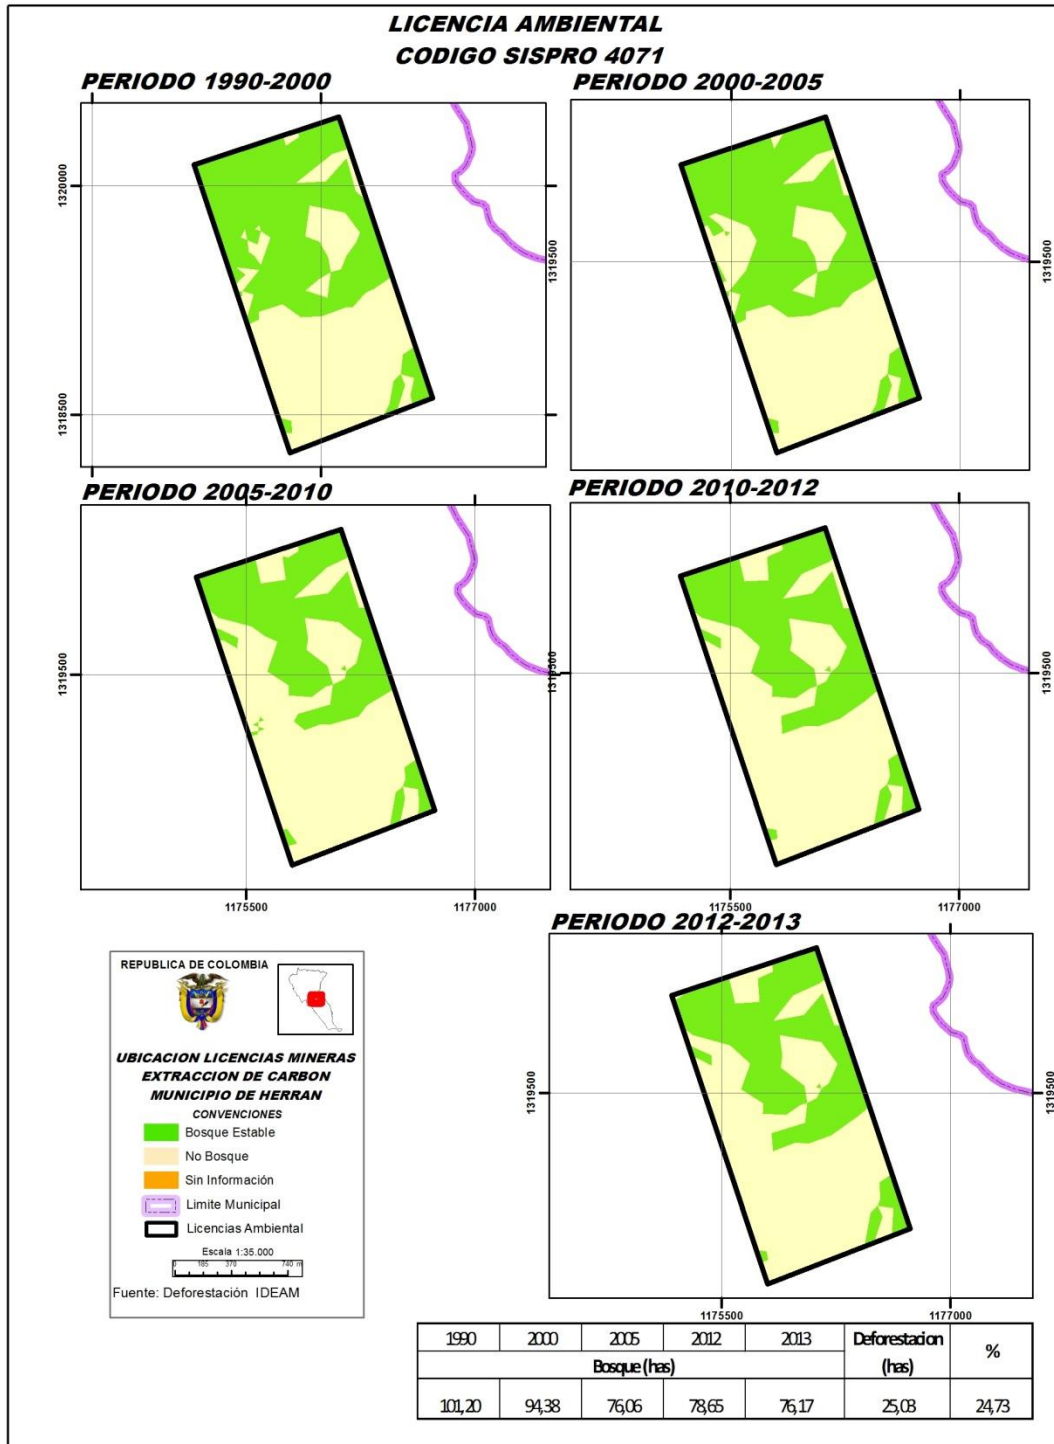 LICENCIA AMBIENTAL
CODIGO SISPRO 4071
PERIODO 1990-2000
PERIODO 2000-2005
1320000
1319500
1318500
PERIODO 2005-2010
PERIODO 2010-2012
1319500
1319500
1175500
1177000
1175500
1177000
PERIODO 2012-2013
1319500
1319500
1175500
1177000
REPUBLICA DE COLOMBIA
UBICACION LICENCIAS MINERAS
EXTRACCION DE CARBON
MUNICIPIO DE HERRAN
CONVENCIONES
Bosque Estable
No Bosque
Sin Información
Limite Municipal
Licencias Ambiental
Escala 1:35.000
0 185 370 740 m
Fuente: Deforestación IDEAM
1990 2000 2005 2012 2013 Deforestacion (has) %
Bosque (has)
101,20 94,38 76,06 78,65 76,17 25,03 24,73